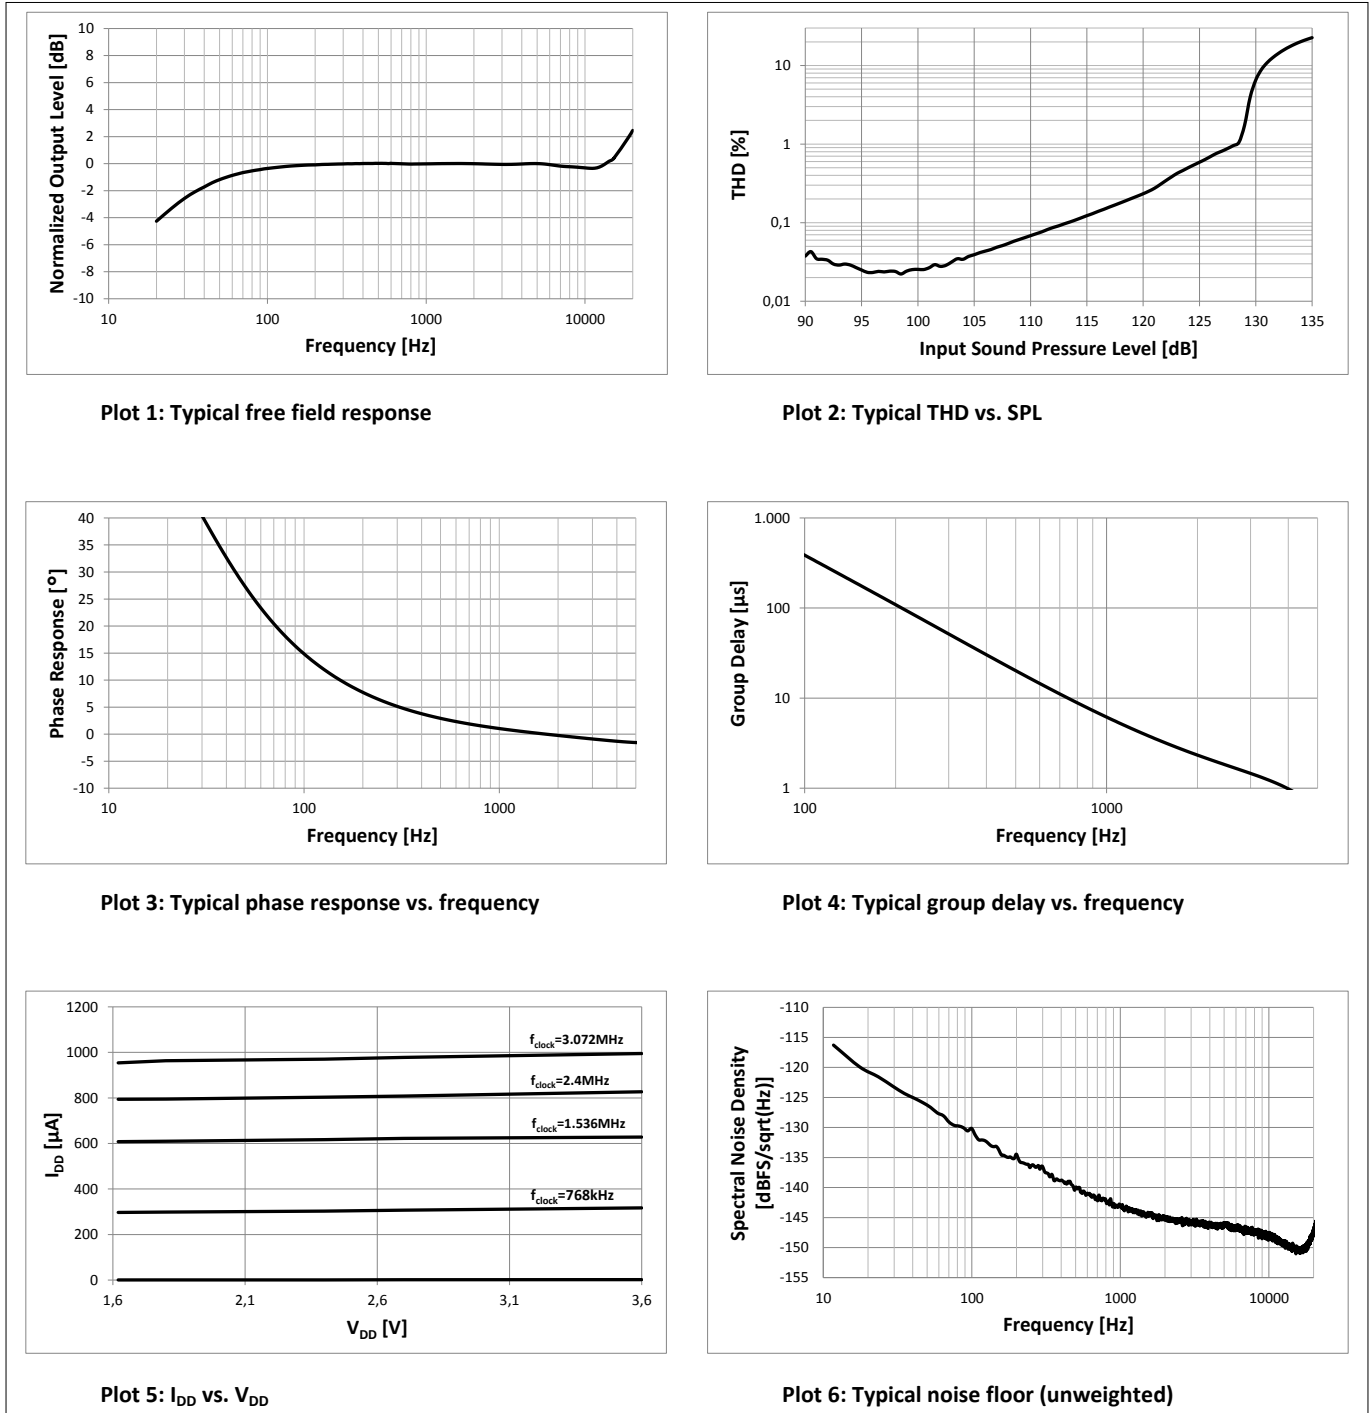 Normalized Output Level [dB]
10
8
6
4
2
0
-2
-4
-6
-8
-10
10 100 1000 10000
Frequency [Hz]
Plot 1: Typical free field response
THD [%]
10
1
0,1
0,01
90 95 100 105 110 115 120 125 130 135
Input Sound Pressure Level [dB]
Plot 2: Typical THD vs. SPL
Phase Response [°]
40
35
30
25
20
15
10
5
0
-5
-10
10 100 1000
Frequency [Hz]
Plot 3: Typical phase response vs. frequency
Group Delay [µs]
1.000
100
10
1
100 1000
Frequency [Hz]
Plot 4: Typical group delay vs. frequency
I_DD [µA]
1200
1000
800
600
400
200
0
f_clock=3.072MHz
f_clock=2.4MHz
f_clock=1.536MHz
f_clock=768kHz
1,6 2,1 2,6 3,1 3,6
V_DD [V]
Plot 5: I_DD vs. V_DD
Spectral Noise Density
[dBFS/sqrt(Hz)]
-110
-115
-120
-125
-130
-135
-140
-145
-150
-155
10 100 1000 10000
Frequency [Hz]
Plot 6: Typical noise floor (unweighted)